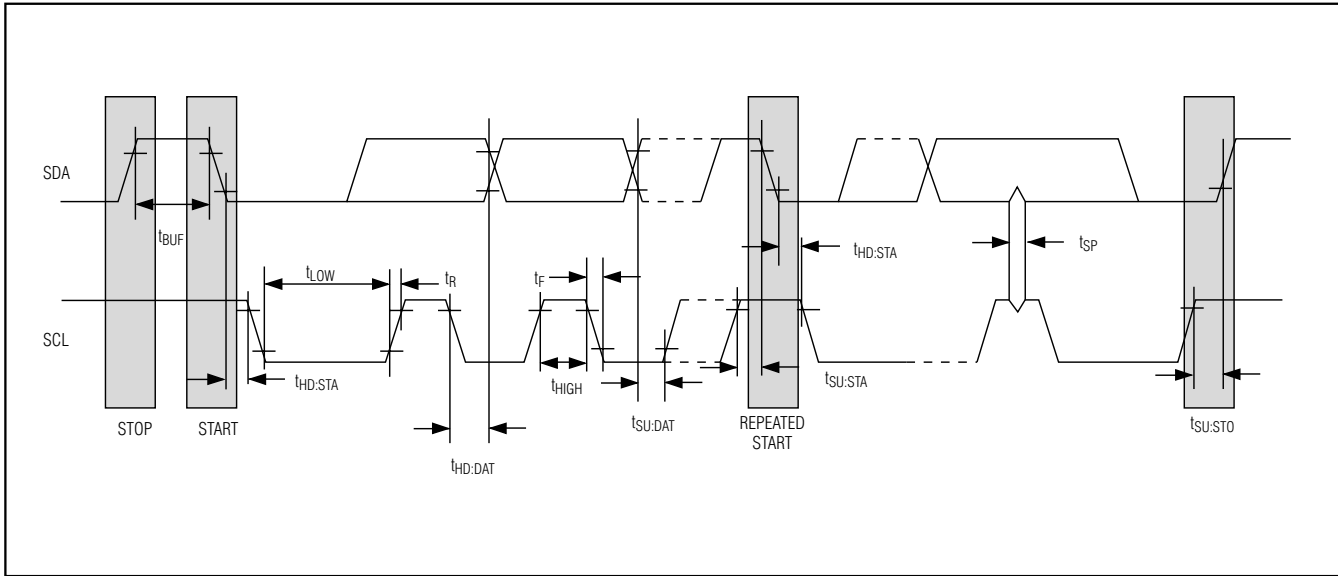 SDA
tBUF
tLOW
tR
tF
tHD:STA
tSP
SCL
tHD:STA
tHIGH
tSU:STA
tSU:DAT
tSU:STO
STOP
START
REPEATED
START
tHD:DAT